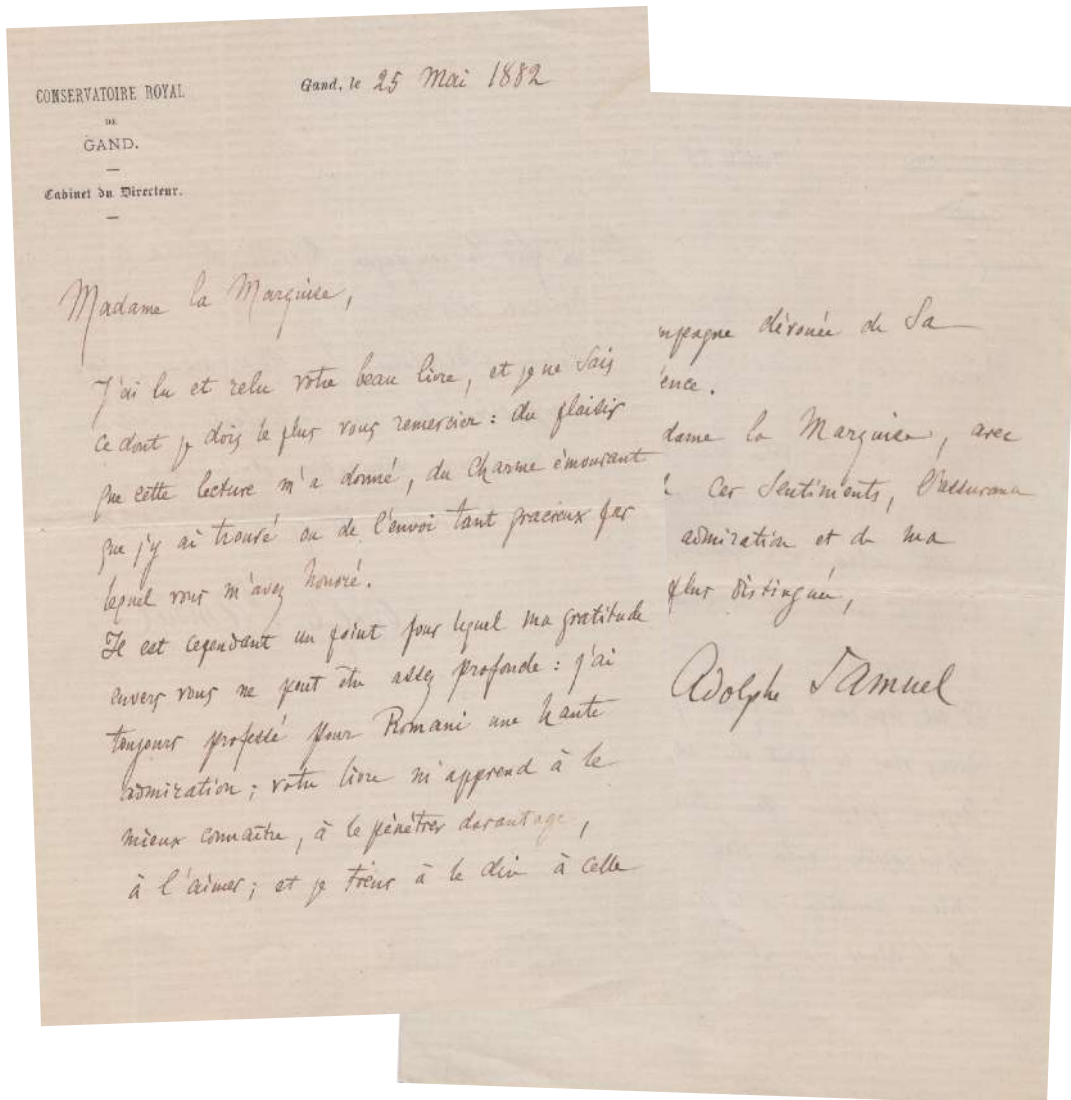 CONSERVATOIRE ROYAL
DE
GAND.
Cabinet du Directeur.
Gand, le 25 Mai 1882
Madame la Marquise,
J'ai lu et relu votre beau livre, et je ne sais
ce dont je dois le plus vous remercier : du plaisir
que cette lecture m'a donné, du charme émouvant
que j'y ai trouvé ou de l'envoi tant gracieux par
lequel vous m'avez honoré.
Il est cependant un point pour lequel ma gratitude
envers vous ne peut être assez profonde : j'ai
toujours professé pour Romani une haute
admiration ; votre livre m'apprend à le
mieux connaître, à le pénétrer davantage,
à l'aimer ; et je tiens à le dire à celle
mpagne dévouée de sa
ence.
dame la Marquise, avec
ces sentiments, l'assurance
admiration et de ma
plus distinguée,
Adolphe Samuel